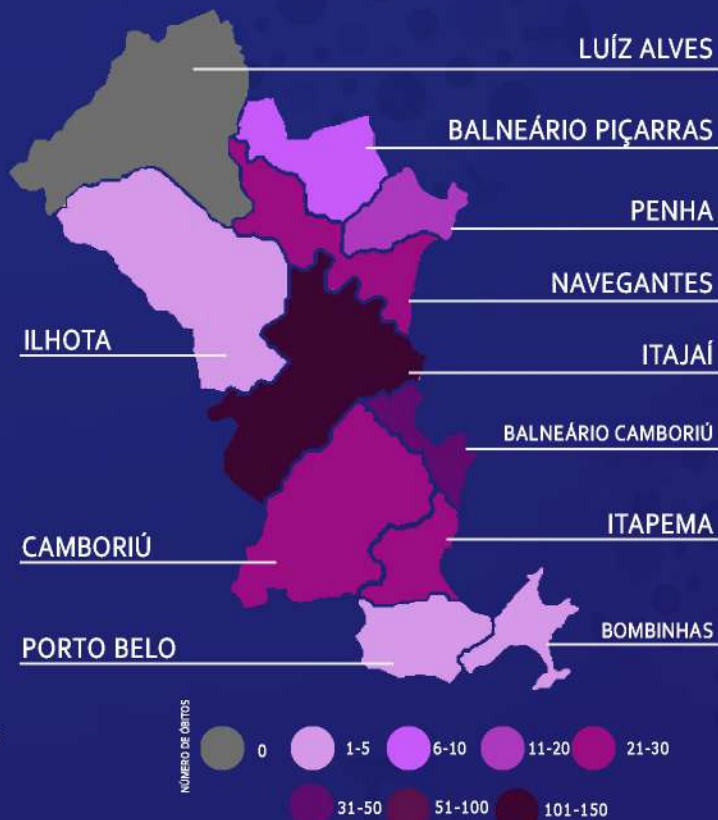 LUÍZ ALVES
BALNEÁRIO PIÇARRAS
PENHA
NAVEGANTES
ILHOTA
ITAJAÍ
BALNEÁRIO CAMBORIÚ
ITAPEMA
CAMBORIÚ
BOMBINHAS
PORTO BELO
NÚMERO DE ÓBITOS
0
1-5
6-10
11-20
21-30
31-50
51-100
101-150